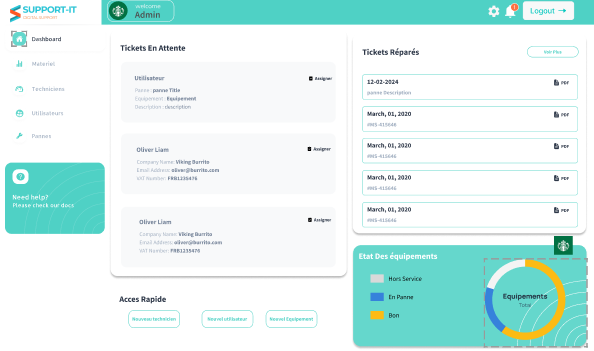 SUPPORT-IT
DIGITAL SUPPORT
welcome
Admin
1
Logout →
Dashboard
Materiel
Techniciens
Utilisateurs
Pannes
?
Need help?
Please check our docs
Tickets En Attente
Utilisateur
Assigner
Panne : panne Title
Equipement : Equipement
Description : description
Oliver Liam
Assigner
Company Name: Viking Burrito
Email Address: oliver@burrito.com
VAT Number: FRB1235476
Oliver Liam
Assigner
Company Name: Viking Burrito
Email Address: oliver@burrito.com
VAT Number: FRB1235476
Acces Rapide
Nouveau technicien
Nouvel utilisateur
Nouvel Equipement
Tickets Réparés
Voir Plus
12-02-2024
PDF
panne Description
March, 01, 2020
PDF
#MS-415646
March, 01, 2020
PDF
#MS-415646
March, 01, 2020
PDF
#MS-415646
March, 01, 2020
PDF
#MS-415646
Etat Des équipements
Hors Service
En Panne
Bon
Equipements
Total